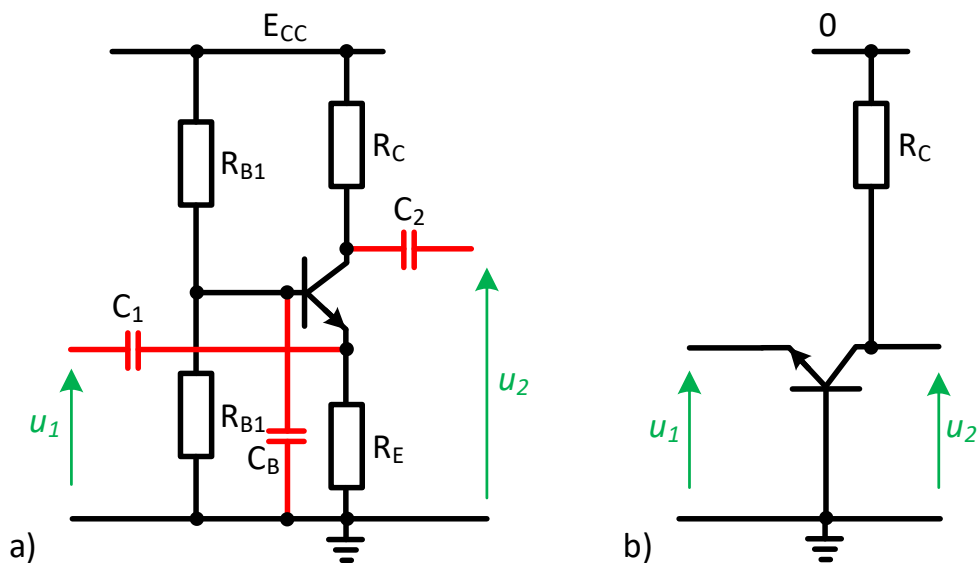 E_CC
R_B1
R_C
C_2
C_1
u_1
R_B1
C_B
R_E
u_2
a)
0
R_C
u_1
u_2
b)